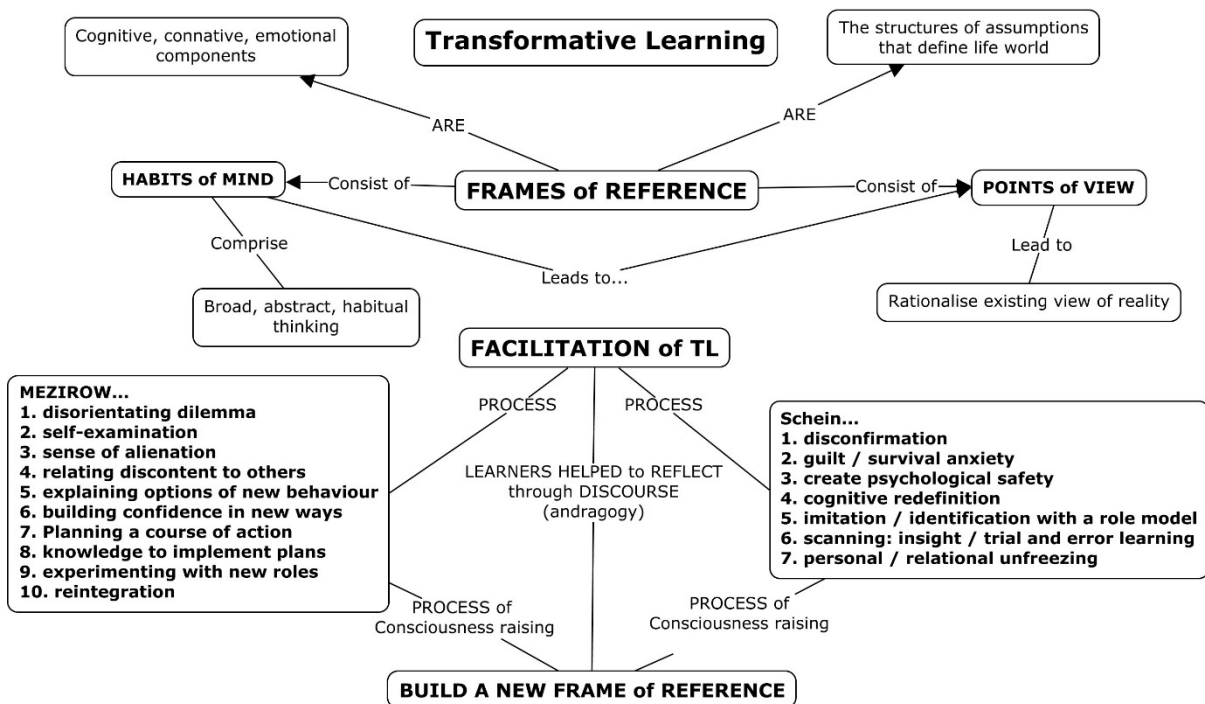 Transformative Learning
Cognitive, connative, emotional
components
The structures of assumptions
that define life world
ARE
ARE
HABITS of MIND
Consist of
FRAMES of REFERENCE
Consist of
POINTS of VIEW
Comprise
Leads to...
Lead to
Broad, abstract, habitual
thinking
Rationalise existing view of reality
FACILITATION of TL
PROCESS
PROCESS
MEZIROW...
1. disorientating dilemma
2. self-examination
3. sense of alienation
4. relating discontent to others
5. explaining options of new behaviour
6. building confidence in new ways
7. Planning a course of action
8. knowledge to implement plans
9. experimenting with new roles
10. reintegration
LEARNERS HELPED to REFLECT
through DISCOURSE
(andragogy)
Schein...
1. disconfirmation
2. guilt / survival anxiety
3. create psychological safety
4. cognitive redefinition
5. imitation / identification with a role model
6. scanning: insight / trial and error learning
7. personal / relational unfreezing
PROCESS of
Consciousness raising
PROCESS of
Consciousness raising
BUILD A NEW FRAME of REFERENCE